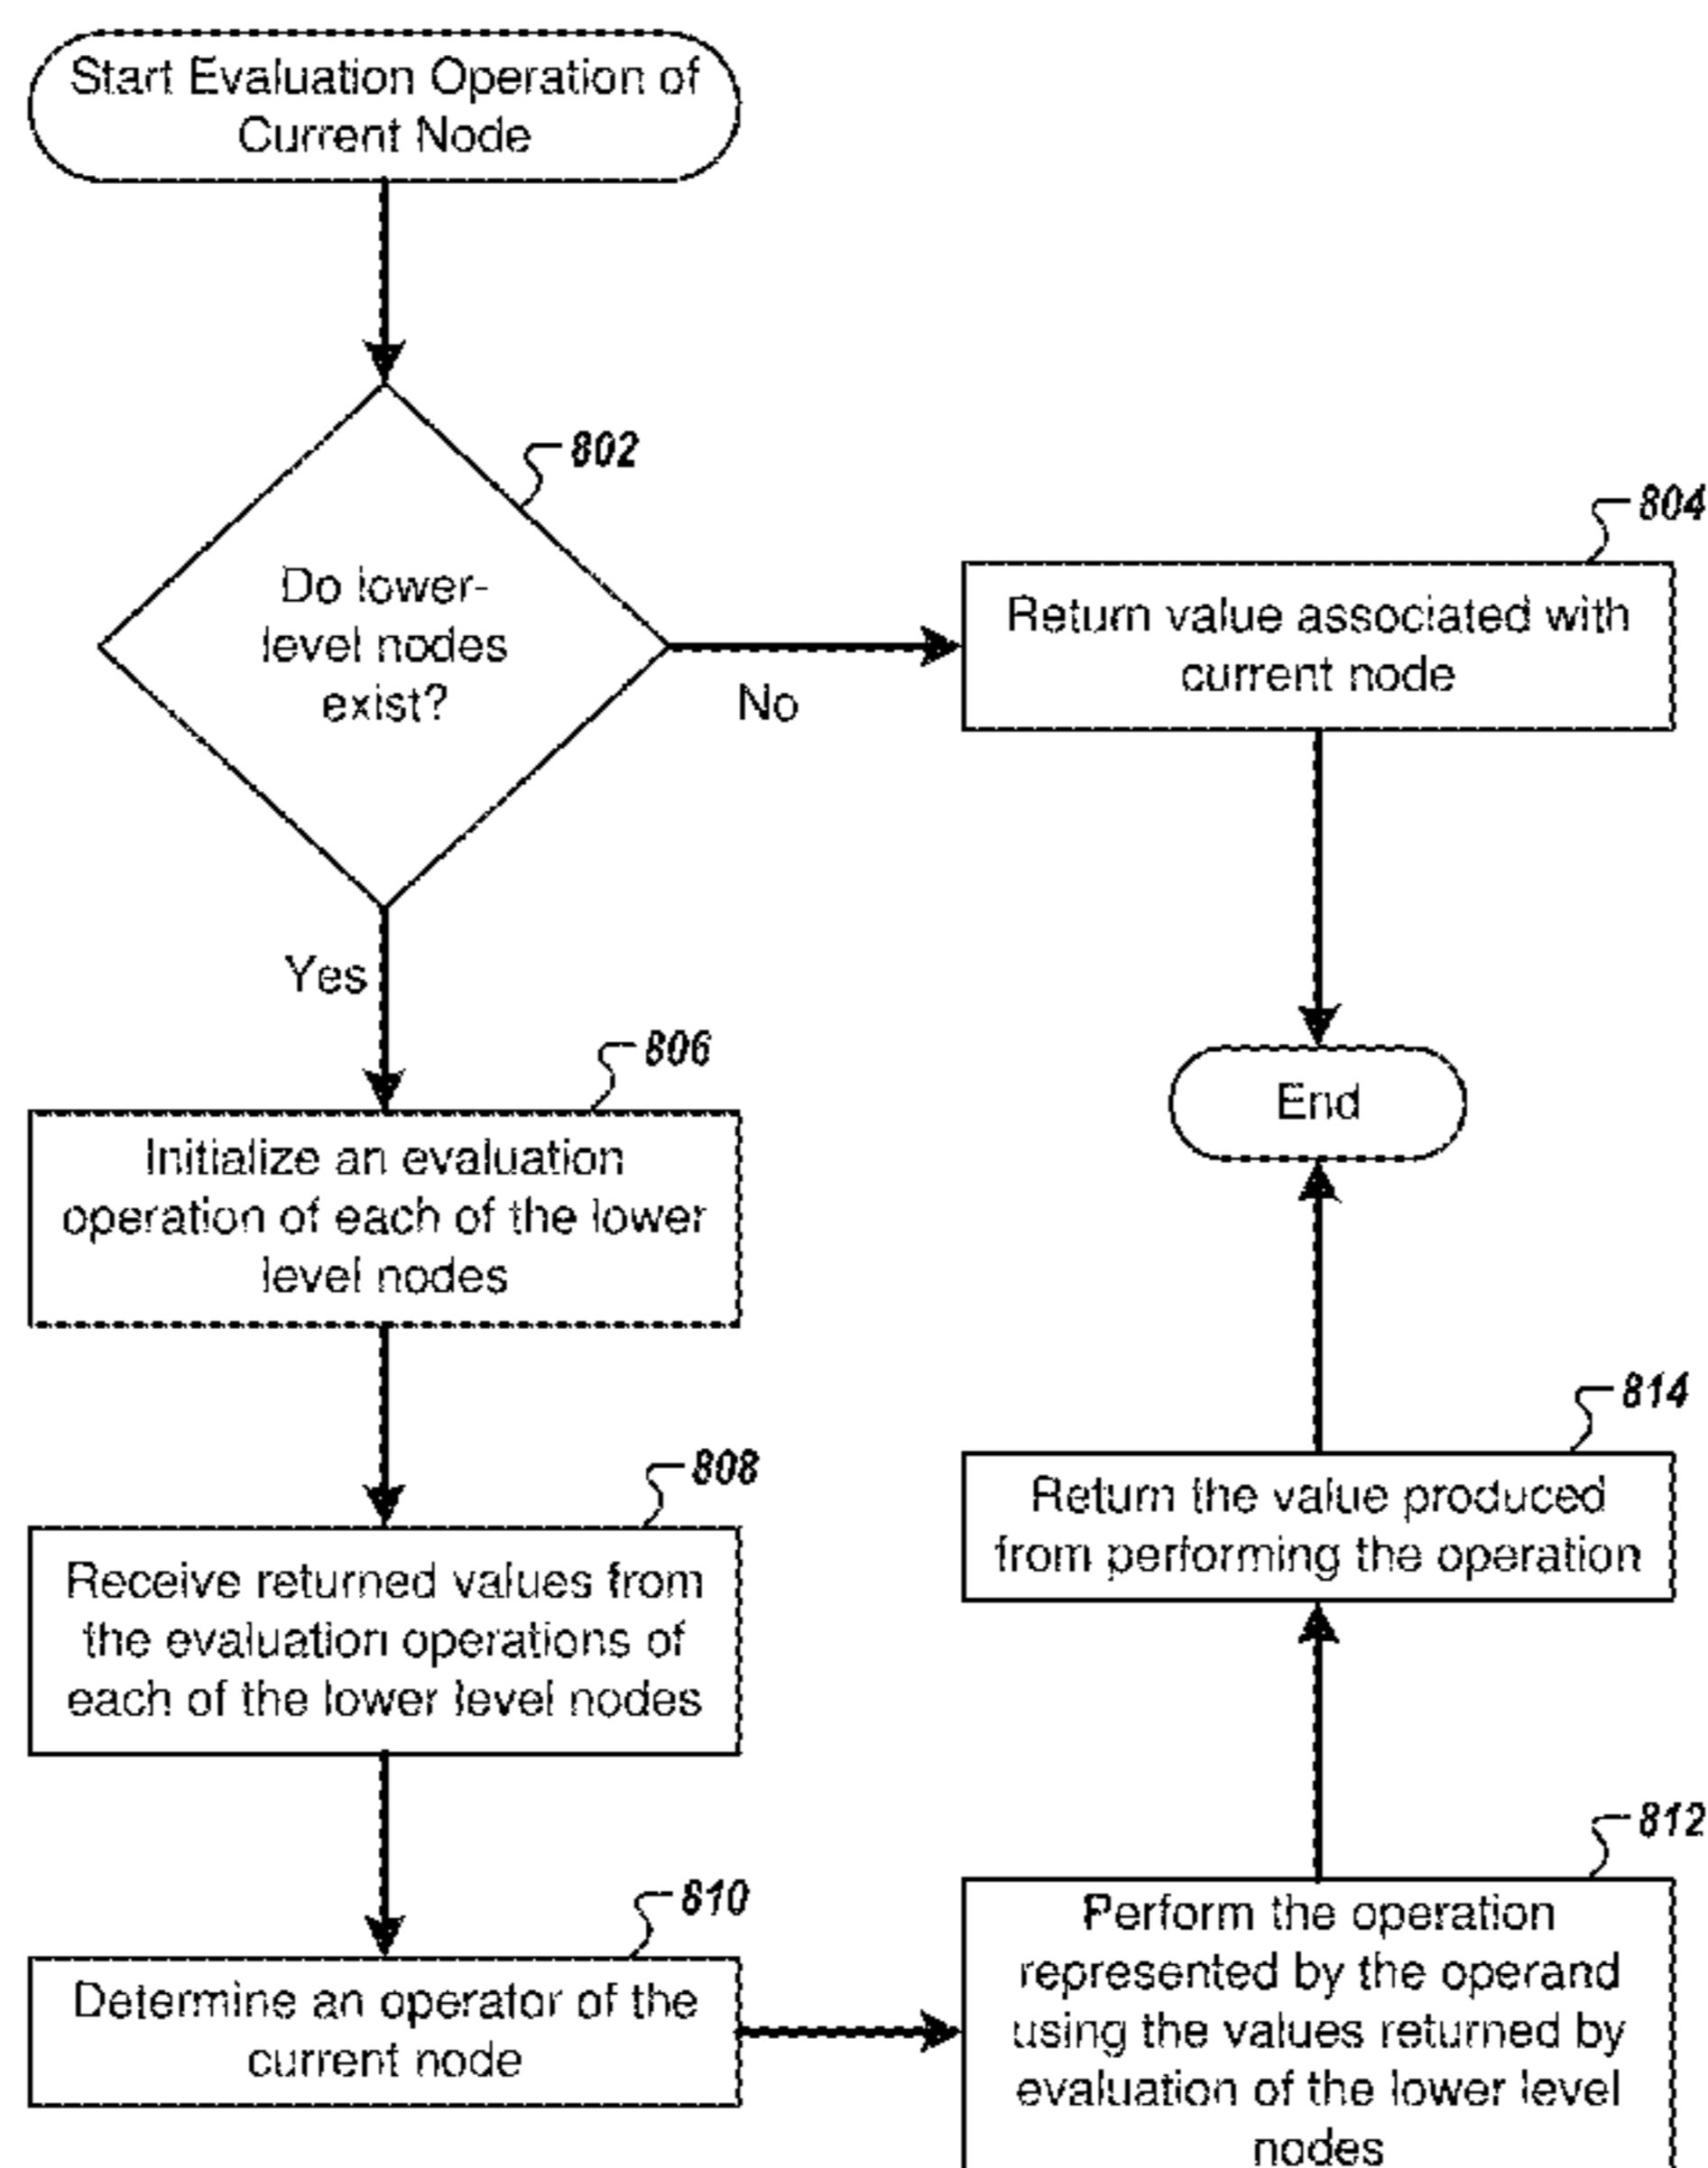 Start Evaluation Operation of
Current Node
802
Do lower-
level nodes
exist?
No
804
Return value associated with
current node
Yes
End
806
Initialize an evaluation
operation of each of the lower
level nodes
808
Receive returned values from
the evaluation operations of
each of the lower level nodes
810
Determine an operator of the
current node
812
Perform the operation
represented by the operand
using the values returned by
evaluation of the lower level
nodes
814
Return the value produced
from performing the operation